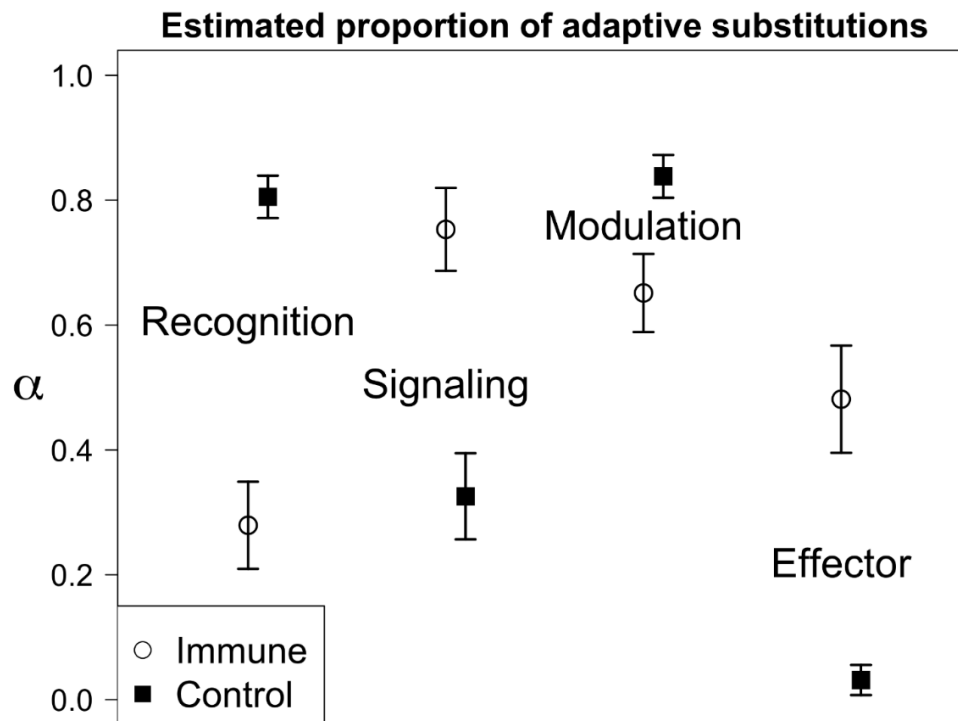 Estimated proportion of adaptive substitutions
1.0
0.8
0.6
0.4
0.2
0.0
α
Recognition
Signaling
Modulation
Effector
Immune
Control